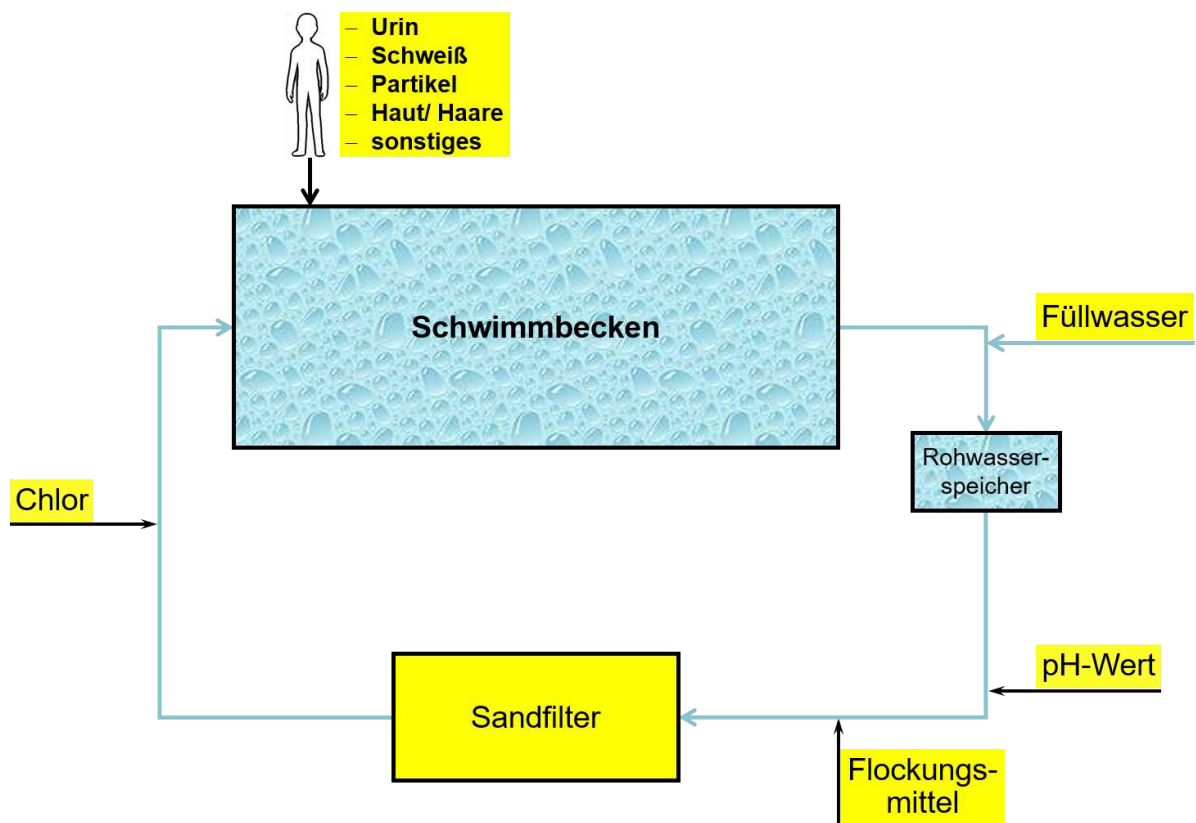 – Urin
– Schweiß
– Partikel
– Haut/ Haare
– sonstiges
Schwimmbecken
Füllwasser
Rohwasser-
speicher
Chlor
pH-Wert
Sandfilter
Flockungs-
mittel